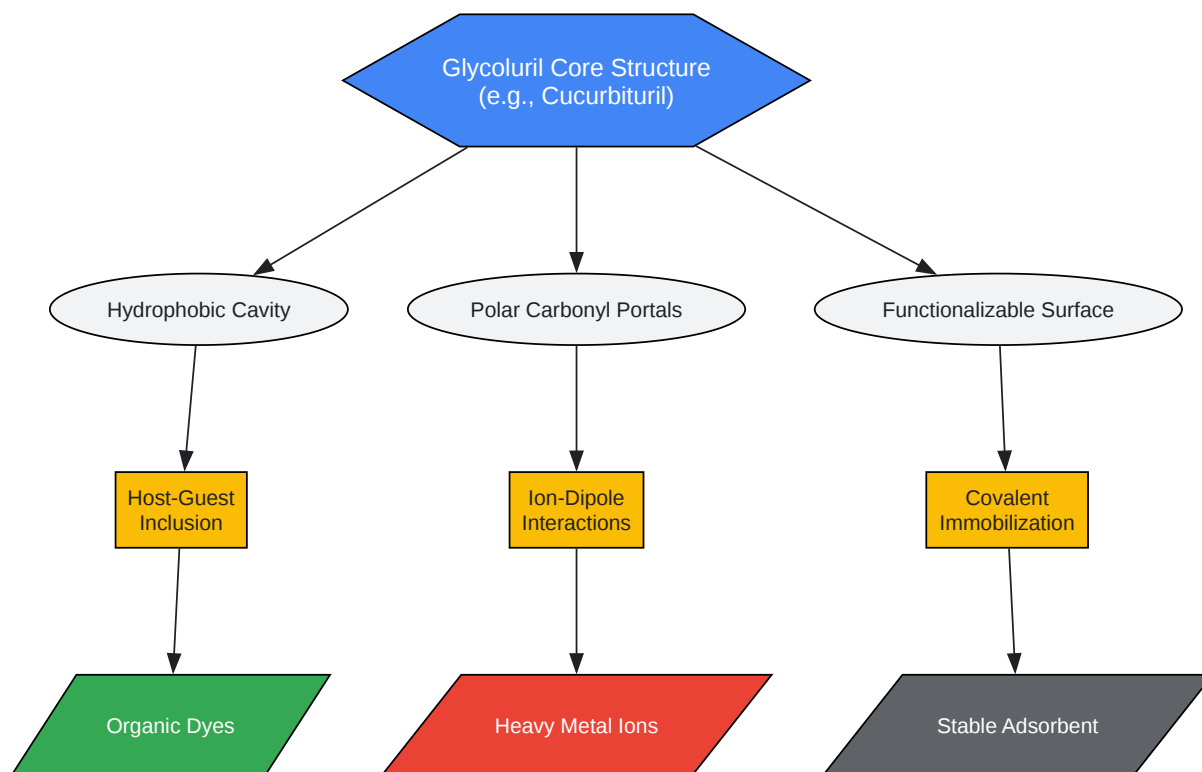 Glycoluril Core Structure
(e.g., Cucurbituril)
Hydrophobic Cavity
Polar Carbonyl Portals
Functionalizable Surface
Host-Guest
Inclusion
Ion-Dipole
Interactions
Covalent
Immobilization
Organic Dyes
Heavy Metal Ions
Stable Adsorbent